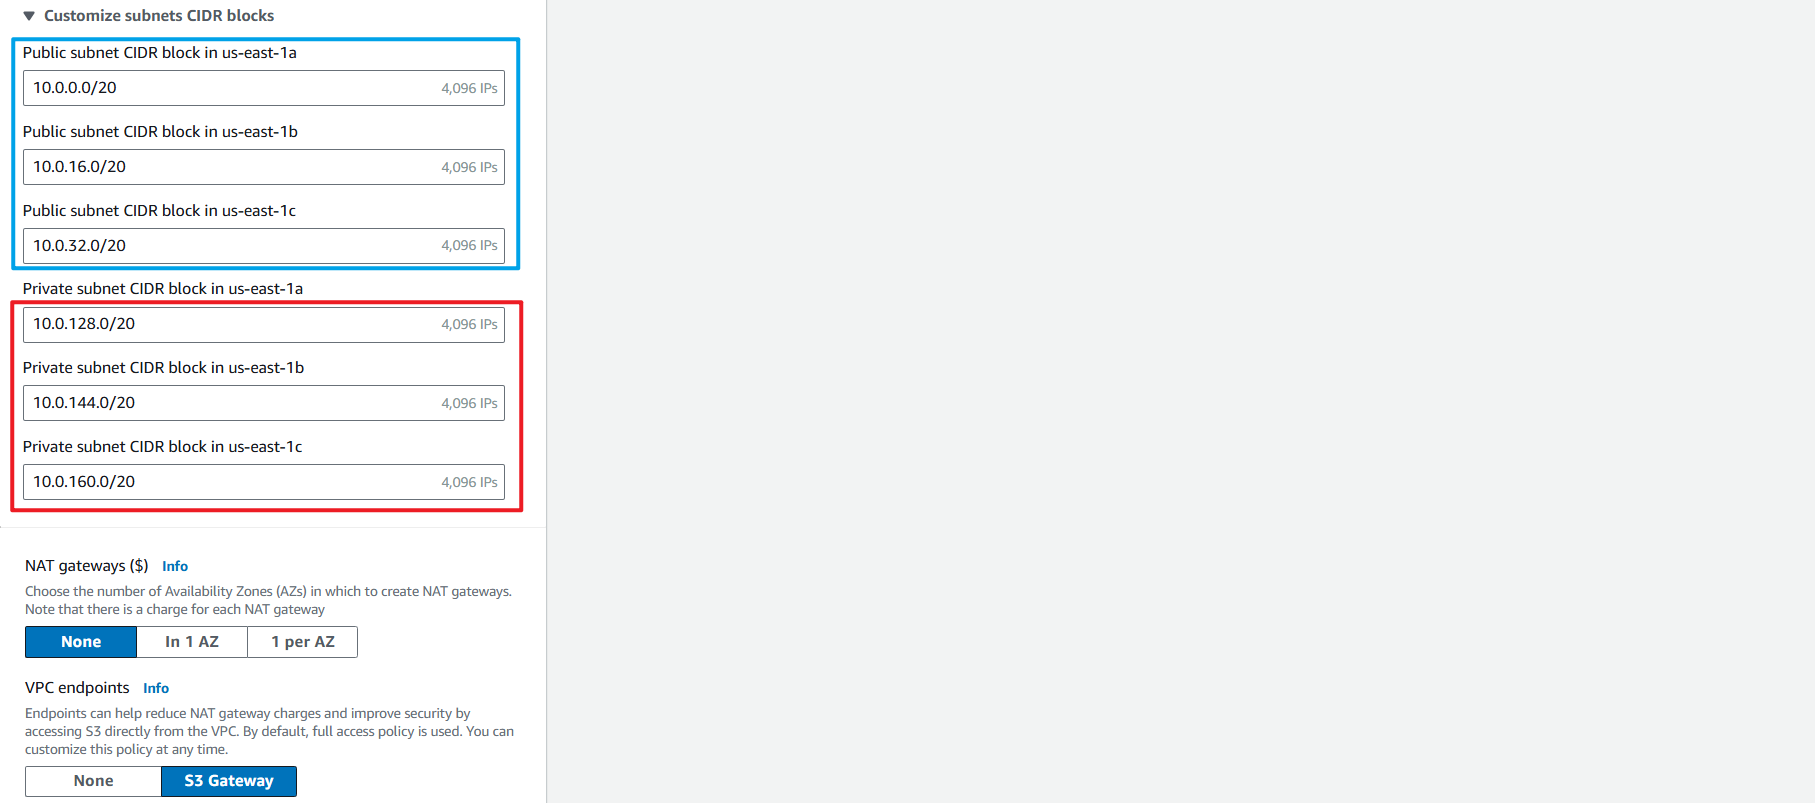 Customize subnets CIDR blocks
Public subnet CIDR block in us-east-1a
10.0.0.0/20 4,096 IPs
Public subnet CIDR block in us-east-1b
10.0.16.0/20 4,096 IPs
Public subnet CIDR block in us-east-1c
10.0.32.0/20 4,096 IPs
Private subnet CIDR block in us-east-1a
10.0.128.0/20 4,096 IPs
Private subnet CIDR block in us-east-1b
10.0.144.0/20 4,096 IPs
Private subnet CIDR block in us-east-1c
10.0.160.0/20 4,096 IPs
NAT gateways ($) Info
Choose the number of Availability Zones (AZs) in which to create NAT gateways.
Note that there is a charge for each NAT gateway
None In 1 AZ 1 per AZ
VPC endpoints Info
Endpoints can help reduce NAT gateway charges and improve security by
accessing S3 directly from the VPC. By default, full access policy is used. You can
customize this policy at any time.
None S3 Gateway